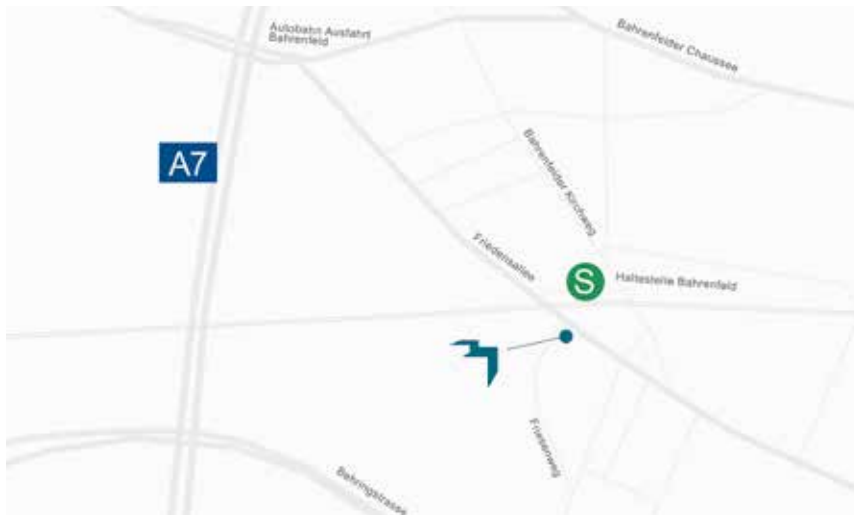 Autobahn Ausfahrt
Bahrenfeld
Bahrenfelder Chaussee
A7
Bahrenfelder Kirchweg
Friedensallee
S
Haltestelle Bahrenfeld
Friesenweg
Behringstrasse